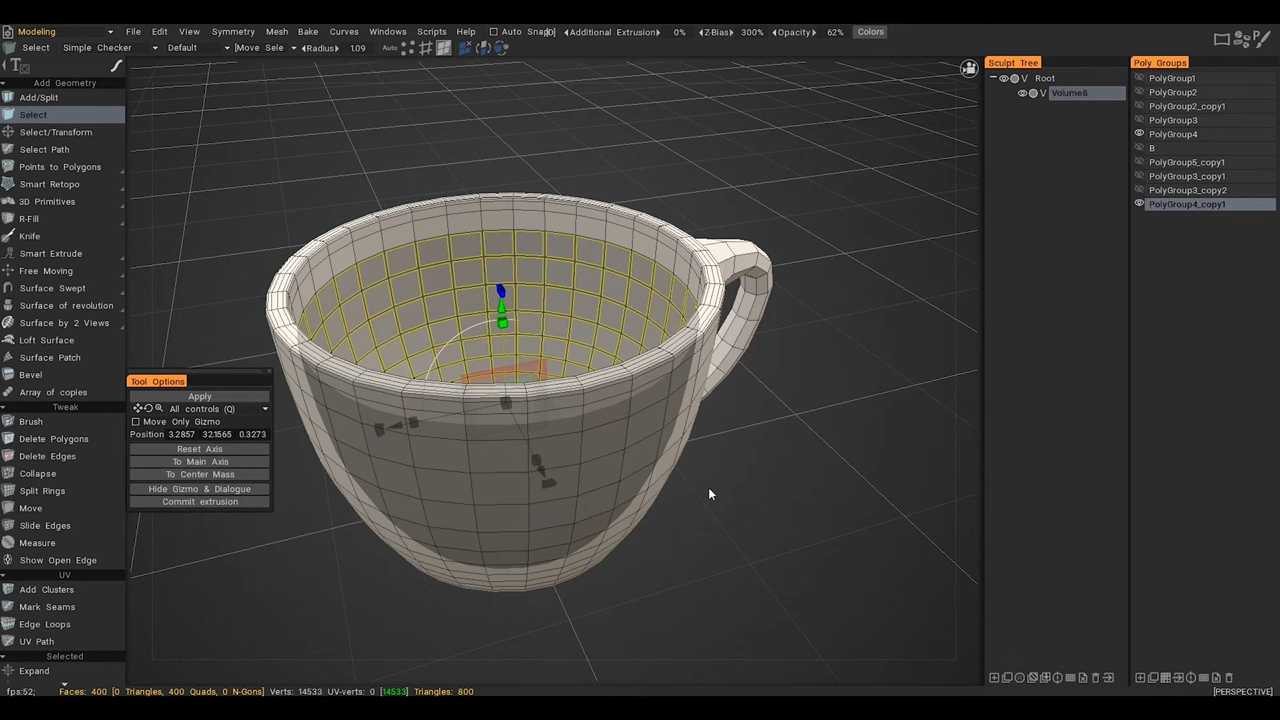 Modeling File Edit View Symmetry Mesh Bake Curves Windows Scripts Help Auto Snap Additional Extrusion 0% Z-Bias 300% Opacity 62% Colors
Select Simple Checker Default Move Sele Radius 1.09 Auto
Add Geometry
Add/Split
Select
Select/Transform
Select Path
Points to Polygons
Smart Retopo
3D Primitives
R-Fill
Knife
Smart Extrude
Free Moving
Surface Swept
Surface of revolution
Surface by 2 Views
Loft Surface
Surface Patch
Bevel
Array of copies
Tweak
Brush
Delete Polygons
Delete Edges
Collapse
Split Rings
Move
Slide Edges
Measure
Show Open Edge
UV
Add Clusters
Mark Seams
Edge Loops
UV Path
Selected
Expand
Tool Options
Apply
All controls (Q)
Move Only Gizmo
Position 3.2857 32.1565 0.3273
Reset Axis
To Main Axis
To Center Mass
Hide Gizmo & Dialogue
Commit extrusion
Sculpt Tree
V Root
V Volume8
Poly Groups
PolyGroup1
PolyGroup2
PolyGroup2_copy1
PolyGroup3
PolyGroup4
B
PolyGroup5_copy1
PolyGroup3_copy1
PolyGroup3_copy2
PolyGroup4_copy1
fps:52; Faces: 400 [0 Triangles, 400 Quads, 0 N-Gons] Verts: 14533 UV-verts: 0 [14533] Triangles: 800
[PERSPECTIVE]